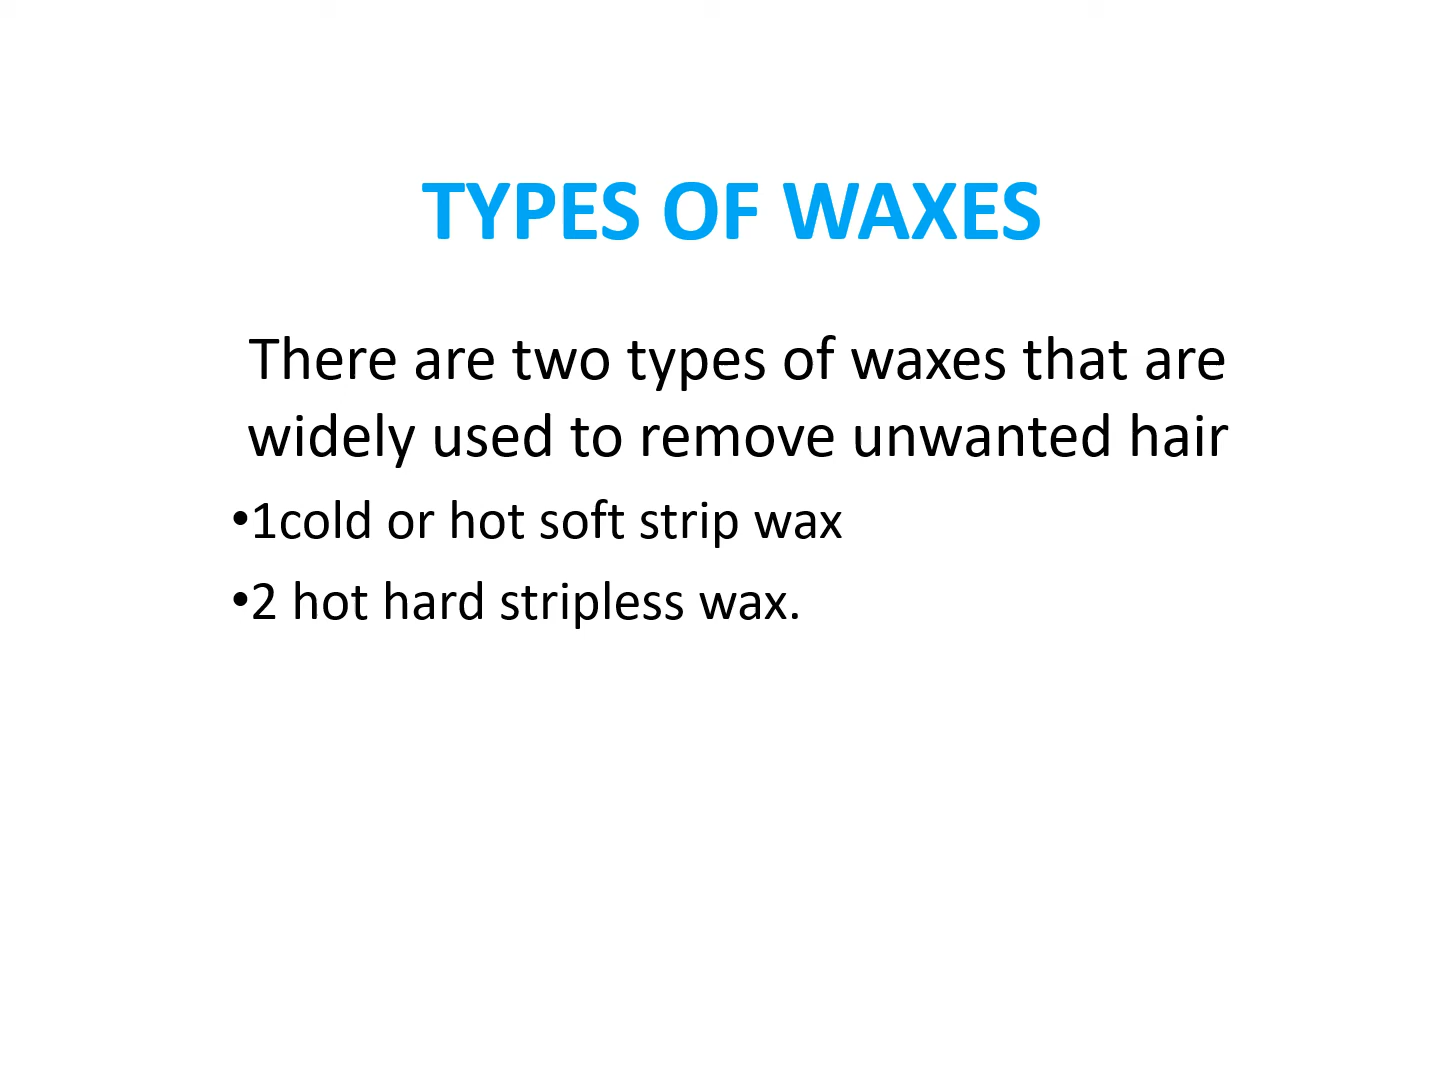 TYPES OF WAXES
There are two types of waxes that are
widely used to remove unwanted hair
•1cold or hot soft strip wax
•2 hot hard stripless wax.